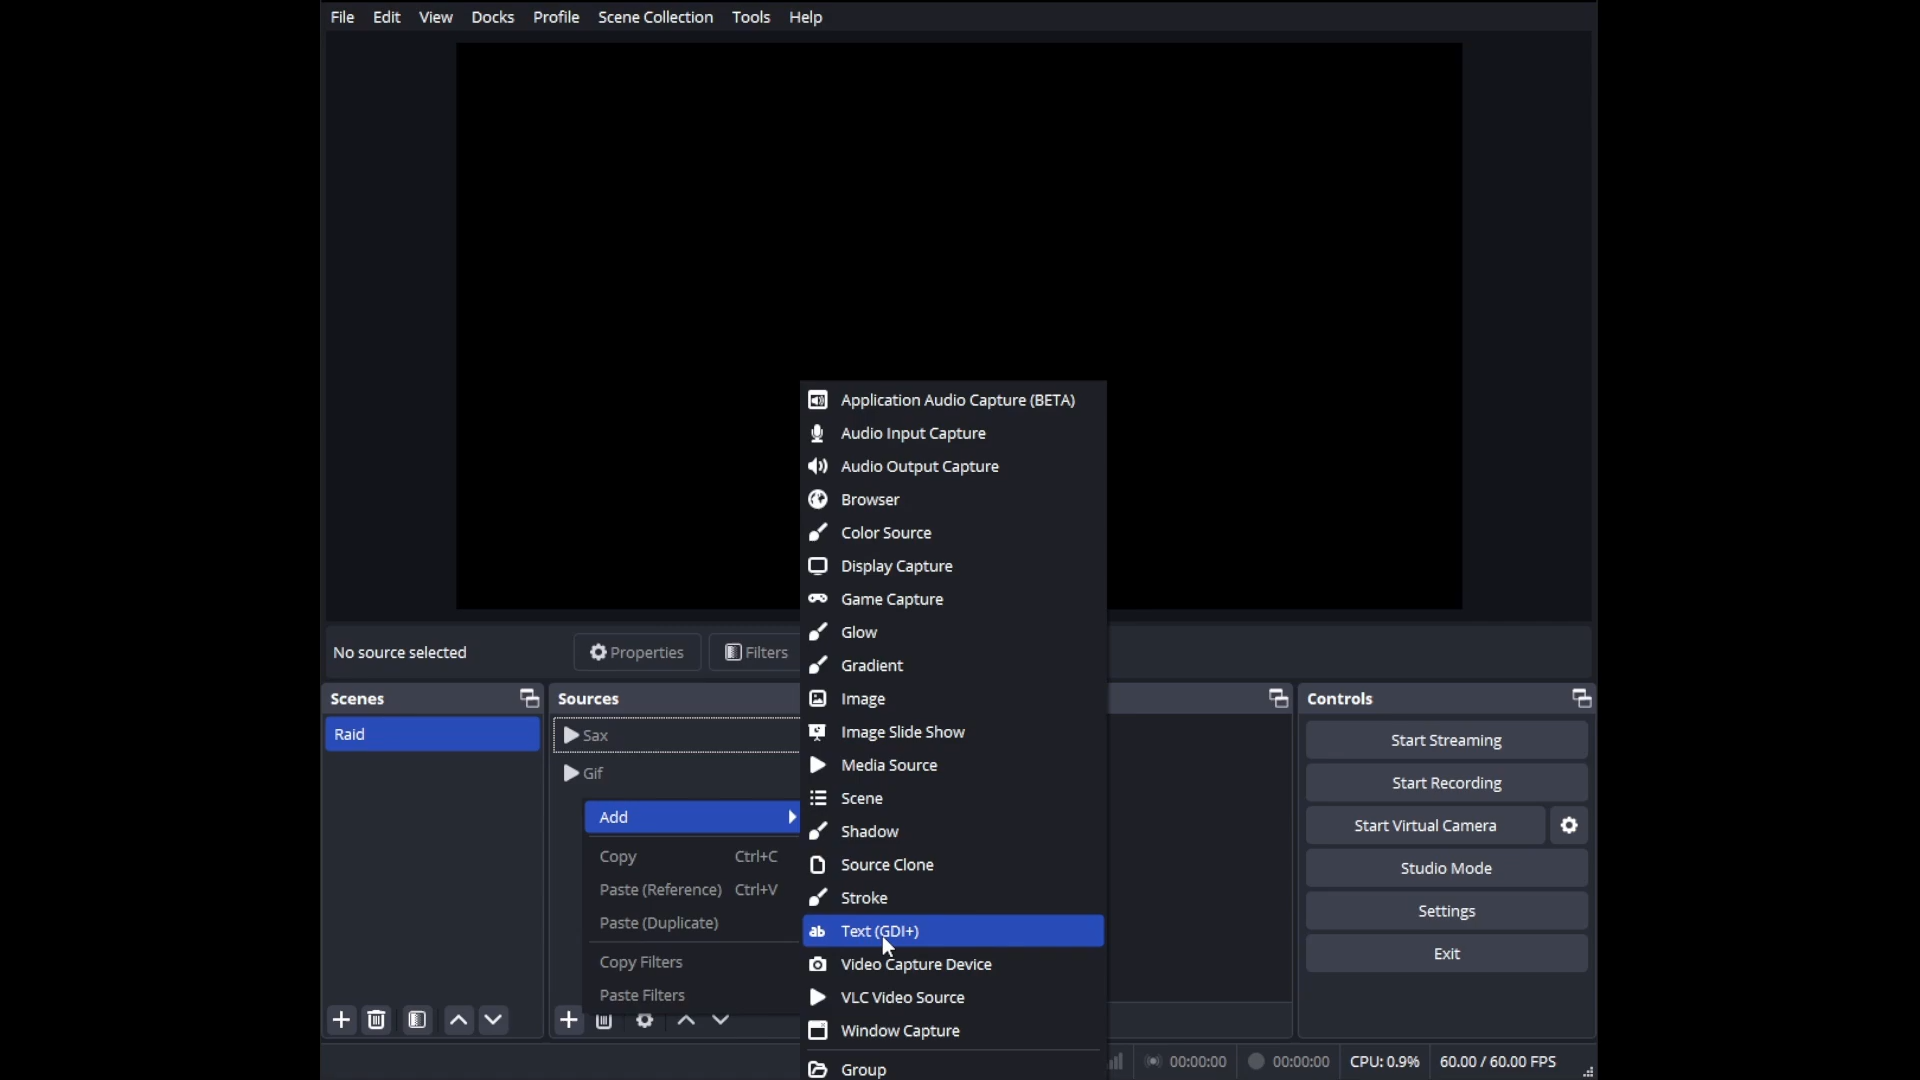 File Edit View Docks Profile Scene Collection Tools Help
Application Audio Capture (BETA)
Audio Input Capture
Audio Output Capture
Browser
Color Source
Display Capture
Game Capture
Glow
Gradient
Image
Image Slide Show
Media Source
Scene
Shadow
Source Clone
Stroke
ab Text (GDI+)
Video Capture Device
VLC Video Source
Window Capture
Group
No source selected Properties Filters
Scenes
Raid
Sources
Sax
Gif
Add
Copy Ctrl+C
Paste (Reference) Ctrl+V
Paste (Duplicate)
Copy Filters
Paste Filters
Controls
Start Streaming
Start Recording
Start Virtual Camera
Studio Mode
Settings
Exit
00:00:00 00:00:00 CPU: 0.9% 60.00 / 60.00 FPS